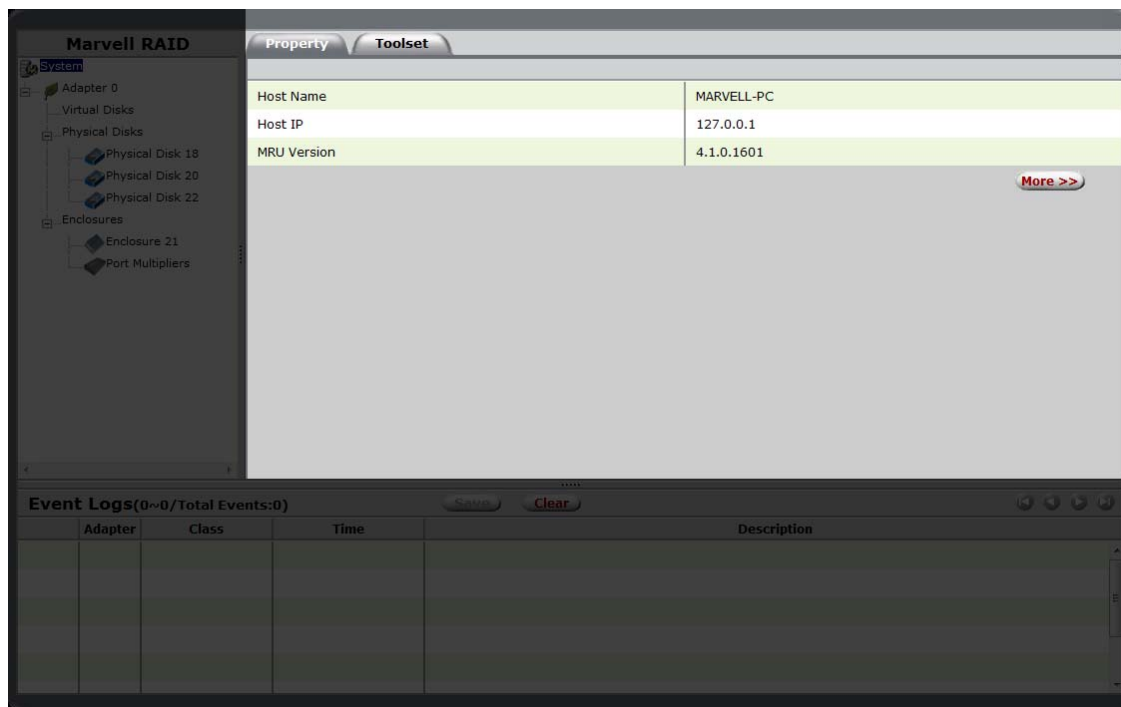 Marvell RAID
System
Adapter 0
Virtual Disks
Physical Disks
Physical Disk 18
Physical Disk 20
Physical Disk 22
Enclosures
Enclosure 21
Port Multipliers
Property Toolset
Host Name MARVELL-PC
Host IP 127.0.0.1
MRU Version 4.1.0.1601
More >>
Event Logs(0~0/Total Events:0) Save Clear
Adapter Class Time Description